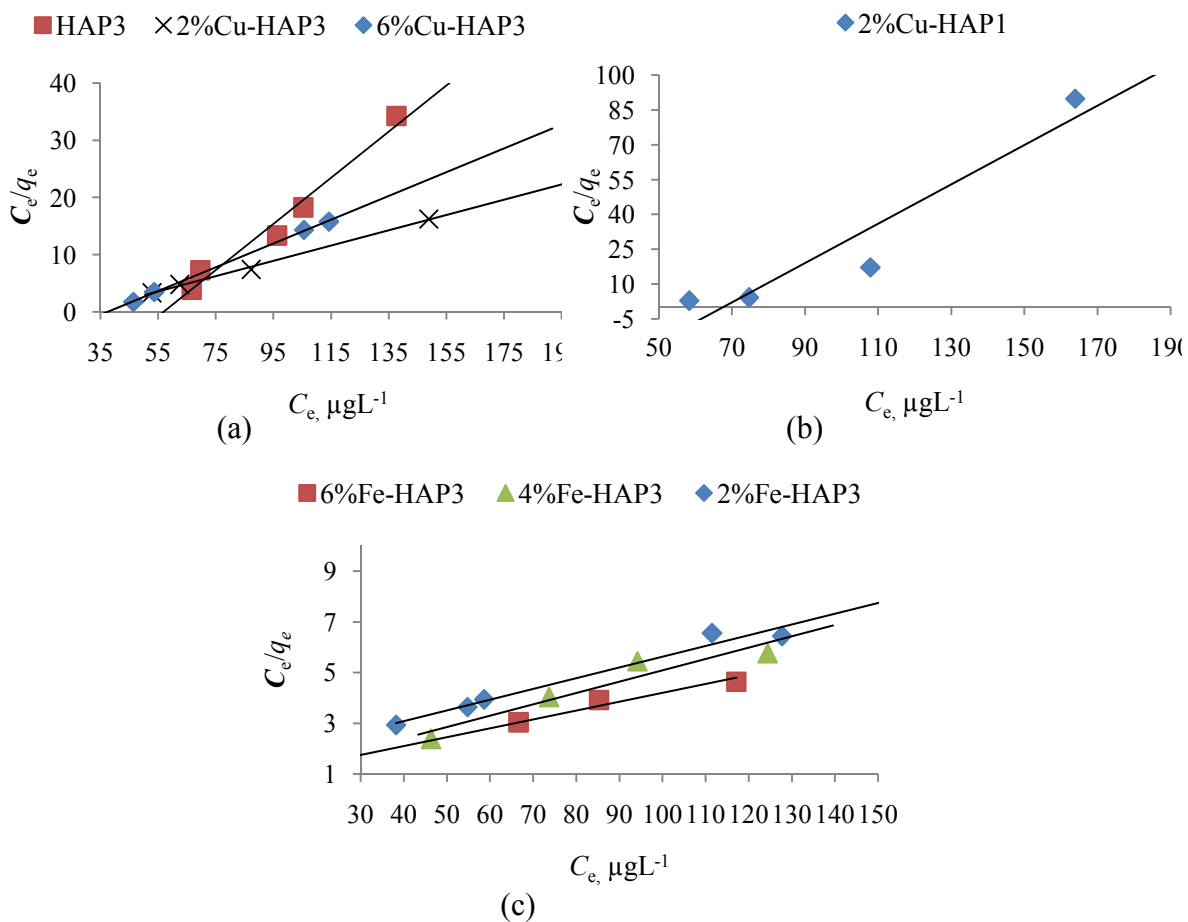 HAP3 2%Cu-HAP3 6%Cu-HAP3
40
30
20
10
0
Ce/qe
35 55 75 95 115 135 155 175 19
Ce, µgL-1
(a)
2%Cu-HAP1
100
85
70
55
40
25
10
-5
Ce/qe
50 70 90 110 130 150 170 190
Ce, µgL-1
(b)
6%Fe-HAP3 4%Fe-HAP3 2%Fe-HAP3
9
7
5
3
1
Ce/qe
30 40 50 60 70 80 90 100 110 120 130 140 150
Ce, µgL-1
(c)